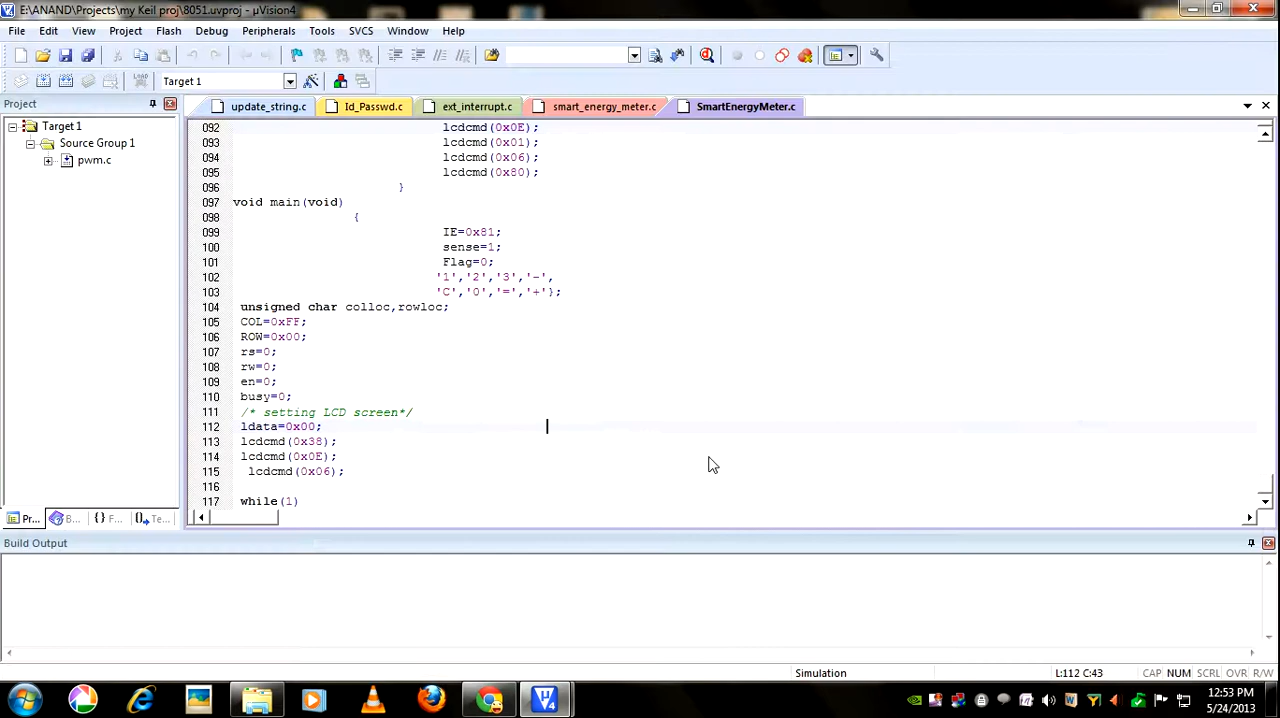 E:\ANAND\Projects\my Keil proj\8051.uvproj - µVision4
File Edit View Project Flash Debug Peripherals Tools SVCS Window Help
LOAD Target 1
Project
update_string.c Id_Passwd.c ext_interrupt.c smart_energy_meter.c SmartEnergyMeter.c
Target 1
Source Group 1
pwm.c
092 lcdcmd(0x0E);
093 lcdcmd(0x01);
094 lcdcmd(0x06);
095 lcdcmd(0x80);
096 }
097 void main(void)
098 {
099 IE=0x81;
100 sense=1;
101 Flag=0;
102 '1','2','3','-',
103 'C','0','=','+'};
104 unsigned char colloc,rowloc;
105 COL=0xFF;
106 ROW=0x00;
107 rs=0;
108 rw=0;
109 en=0;
110 busy=0;
111 /* setting LCD screen*/
112 ldata=0x00;
113 lcdcmd(0x38);
114 lcdcmd(0x0E);
115 lcdcmd(0x06);
116
117 while(1)
Pr... B... {} F... Te...
Build Output
Simulation L:112 C:43 CAP NUM SCRL OVR R/W
12:53 PM
5/24/2013